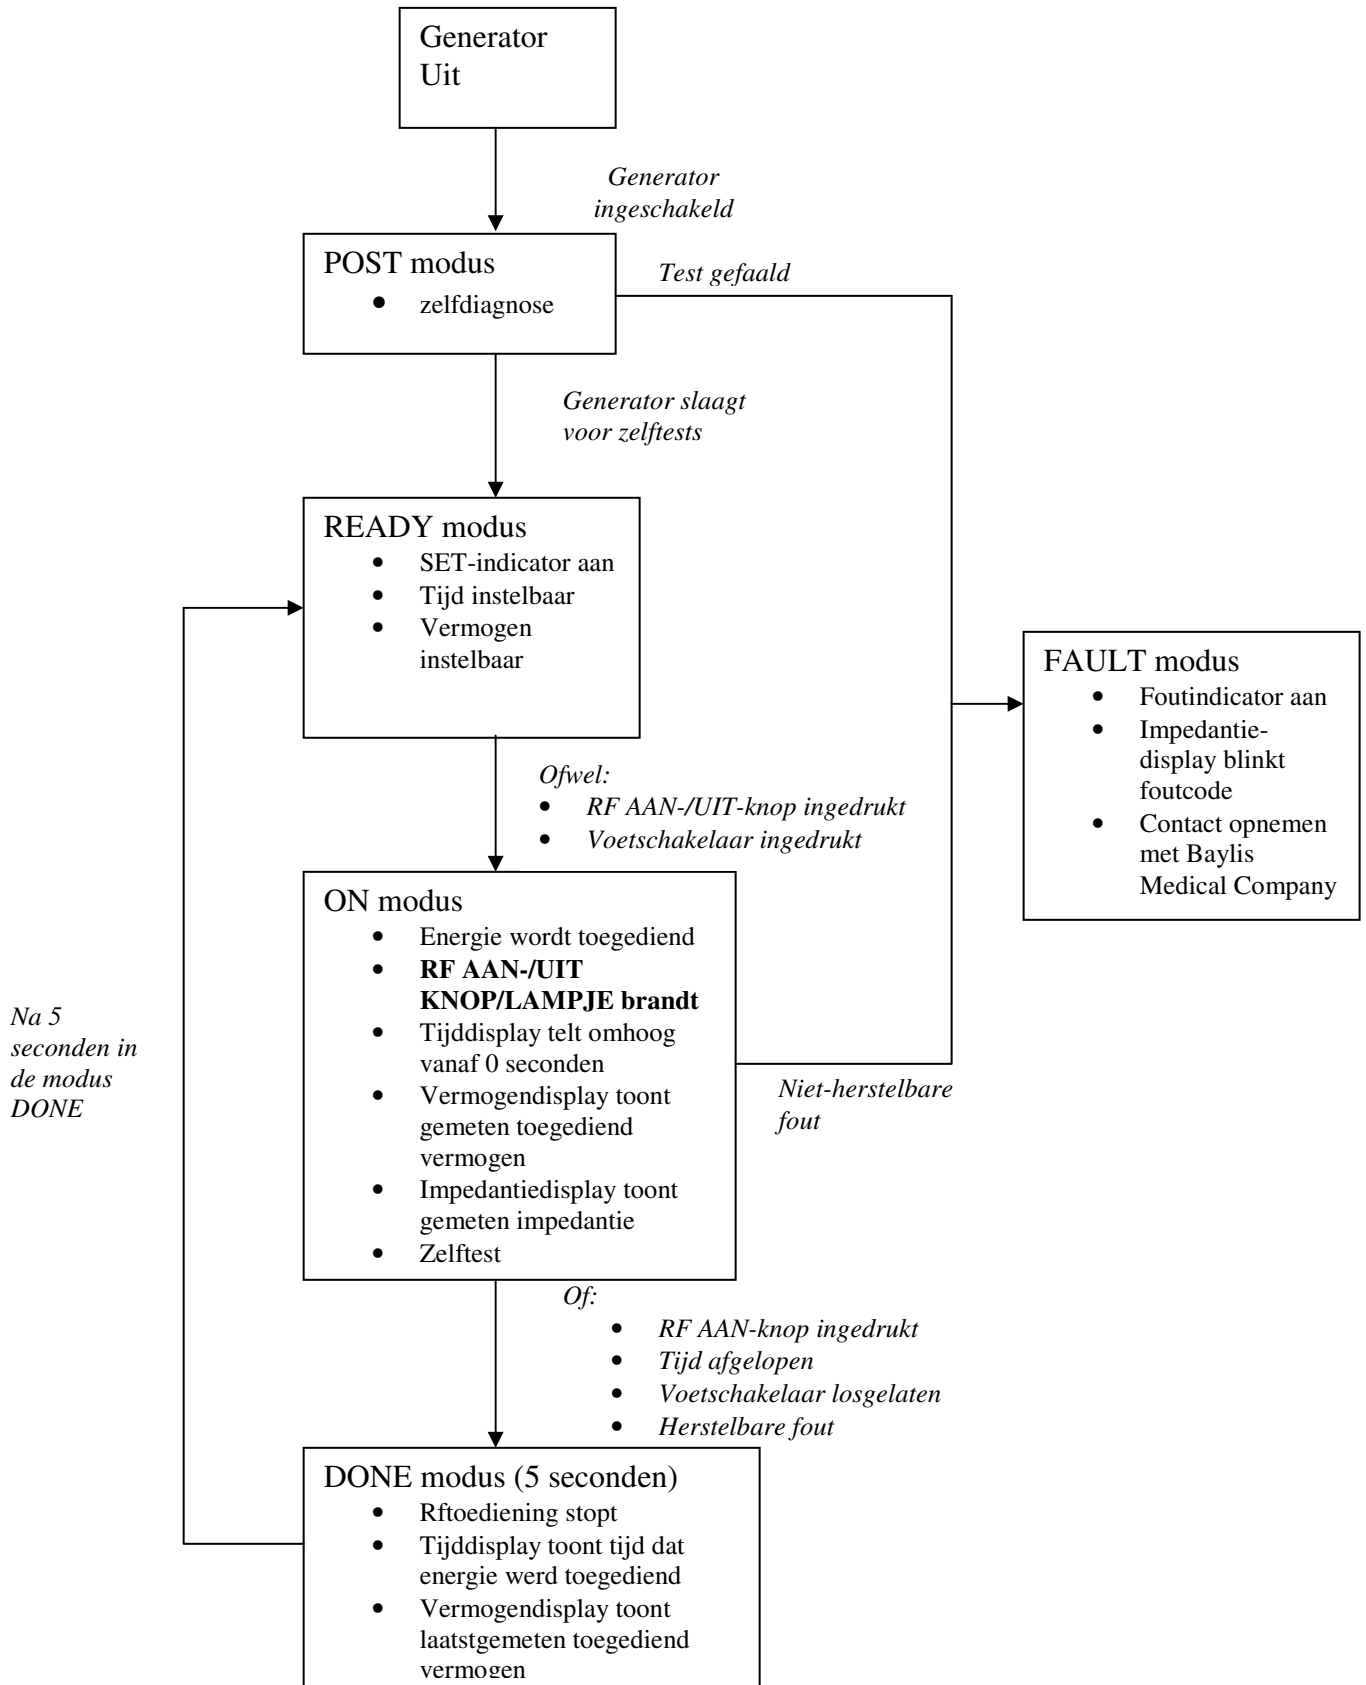 Generator
Uit
Generator
ingeschakeld
POST modus
• zelfdiagnose
Test gefaald
Generator slaagt
voor zelftests
READY modus
• SET-indicator aan
• Tijd instelbaar
• Vermogen
instelbaar
FAULT modus
• Foutindicator aan
• Impedantie-
display blinkt
foutcode
• Contact opnemen
met Baylis
Medical Company
Ofwel:
• RF AAN-/UIT-knop ingedrukt
• Voetschakelaar ingedrukt
ON modus
• Energie wordt toegediend
• RF AAN-/UIT
KNOP/LAMPJE brandt
• Tijddisplay telt omhoog
vanaf 0 seconden
• Vermogendisplay toont
gemeten toegediend
vermogen
• Impedantiedisplay toont
gemeten impedantie
• Zelftest
Na 5
seconden in
de modus
DONE
Niet-herstelbare
fout
Of:
• RF AAN-knop ingedrukt
• Tijd afgelopen
• Voetschakelaar losgelaten
• Herstelbare fout
DONE modus (5 seconden)
• Rftoediening stopt
• Tijddisplay toont tijd dat
energie werd toegediend
• Vermogendisplay toont
laatstgemeten toegediend
vermogen